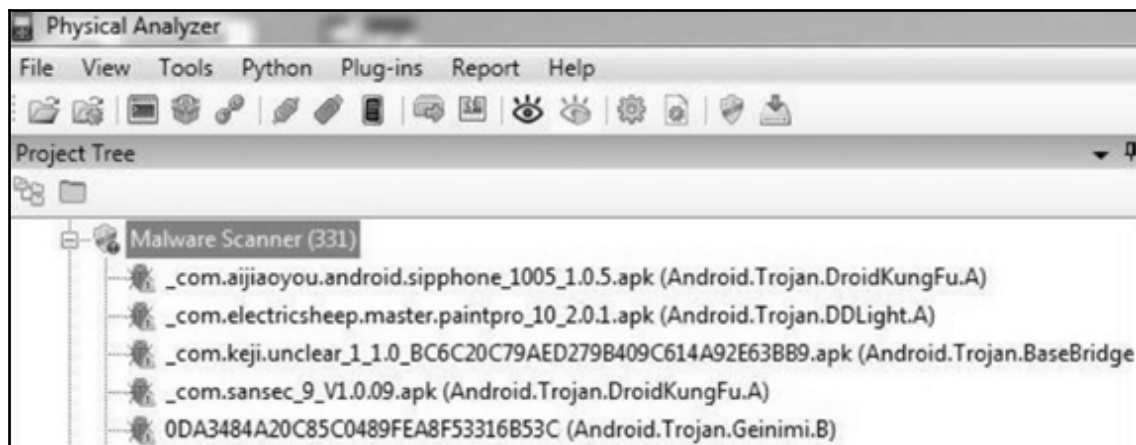 Physical Analyzer
File View Tools Python Plug-ins Report Help
Project Tree
Malware Scanner (331)
_com.aijiaoyou.android.sipphone_1005_1.0.5.apk (Android.Trojan.DroidKungFu.A)
_com.electricsheep.master.paintpro_10_2.0.1.apk (Android.Trojan.DDLight.A)
_com.keji.unclear_1_1.0_BC6C20C79AED279B409C614A92E63BB9.apk (Android.Trojan.BaseBridge
_com.sansec_9_V1.0.09.apk (Android.Trojan.DroidKungFu.A)
0DA3484A20C85C0489FEA8F53316B53C (Android.Trojan.Geinimi.B)